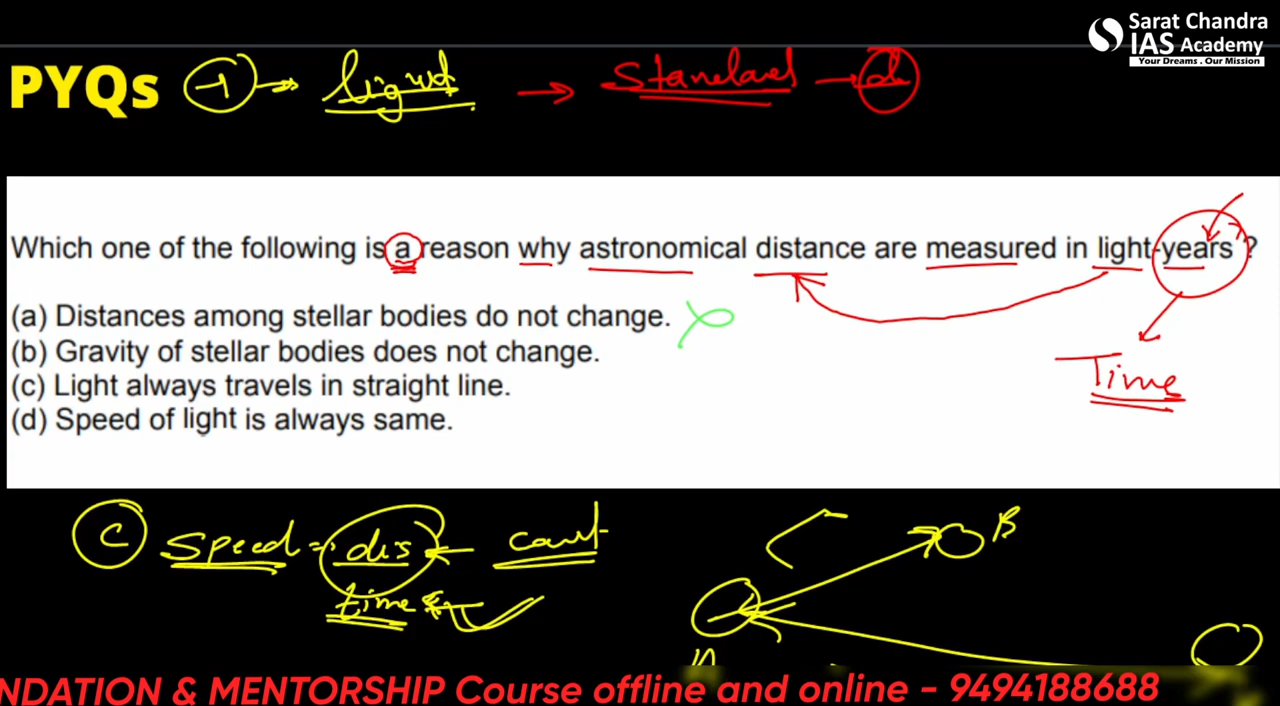 Sarat Chandra
IAS Academy
Your Dreams . Our Mission
PYQs
Light → Standard → d
Which one of the following is a reason why astronomical distance are measured in light-years?
(a) Distances among stellar bodies do not change.
(b) Gravity of stellar bodies does not change.
(c) Light always travels in straight line.
(d) Speed of light is always same.
Time
C Speed = dis
time
B
NDATION & MENTORSHIP Course offline and online - 9494188688